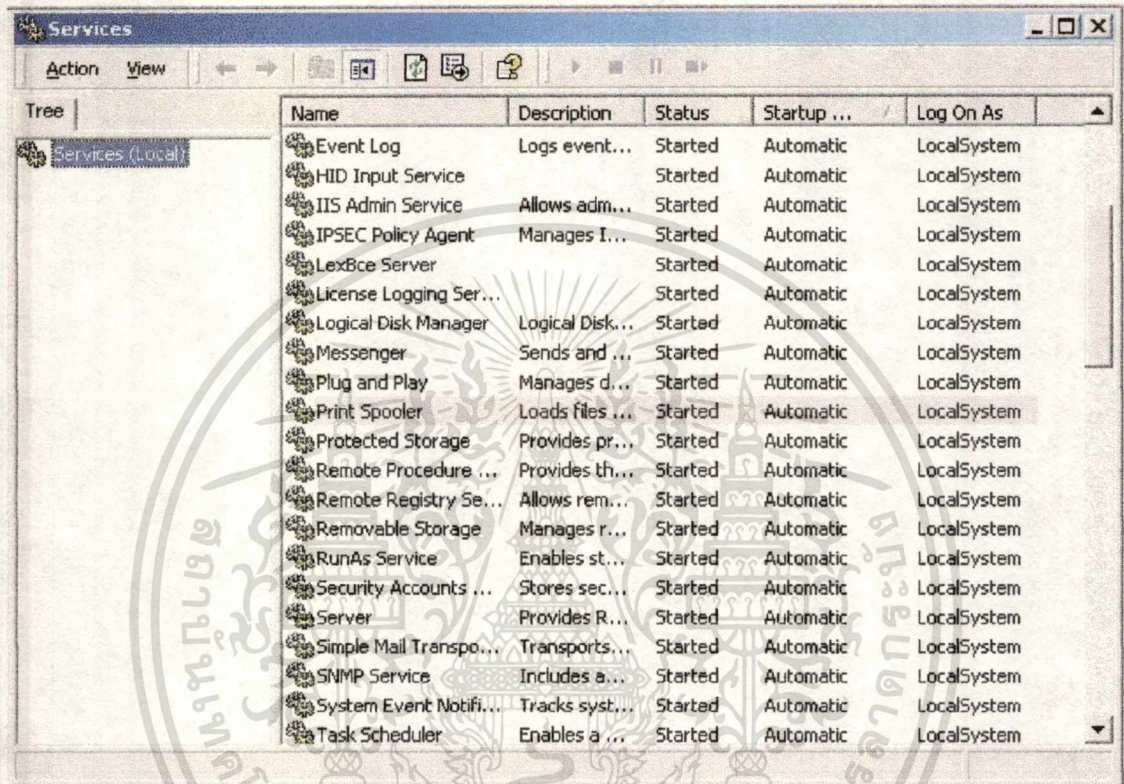 Services
Action View
Tree
Services (Local)
Name Description Status Startup ... Log On As
Event Log Logs event... Started Automatic LocalSystem
HID Input Service Started Automatic LocalSystem
IIS Admin Service Allows adm... Started Automatic LocalSystem
IPSEC Policy Agent Manages I... Started Automatic LocalSystem
LexBce Server Started Automatic LocalSystem
License Logging Ser... Started Automatic LocalSystem
Logical Disk Manager Logical Disk... Started Automatic LocalSystem
Messenger Sends and ... Started Automatic LocalSystem
Plug and Play Manages d... Started Automatic LocalSystem
Print Spooler Loads files ... Started Automatic LocalSystem
Protected Storage Provides pr... Started Automatic LocalSystem
Remote Procedure ... Provides th... Started Automatic LocalSystem
Remote Registry Se... Allows rem... Started Automatic LocalSystem
Removable Storage Manages r... Started Automatic LocalSystem
RunAs Service Enables st... Started Automatic LocalSystem
Security Accounts ... Stores sec... Started Automatic LocalSystem
Server Provides R... Started Automatic LocalSystem
Simple Mail Transpo... Transports... Started Automatic LocalSystem
SNMP Service Includes a... Started Automatic LocalSystem
System Event Notifi... Tracks syst... Started Automatic LocalSystem
Task Scheduler Enables a ... Started Automatic LocalSystem